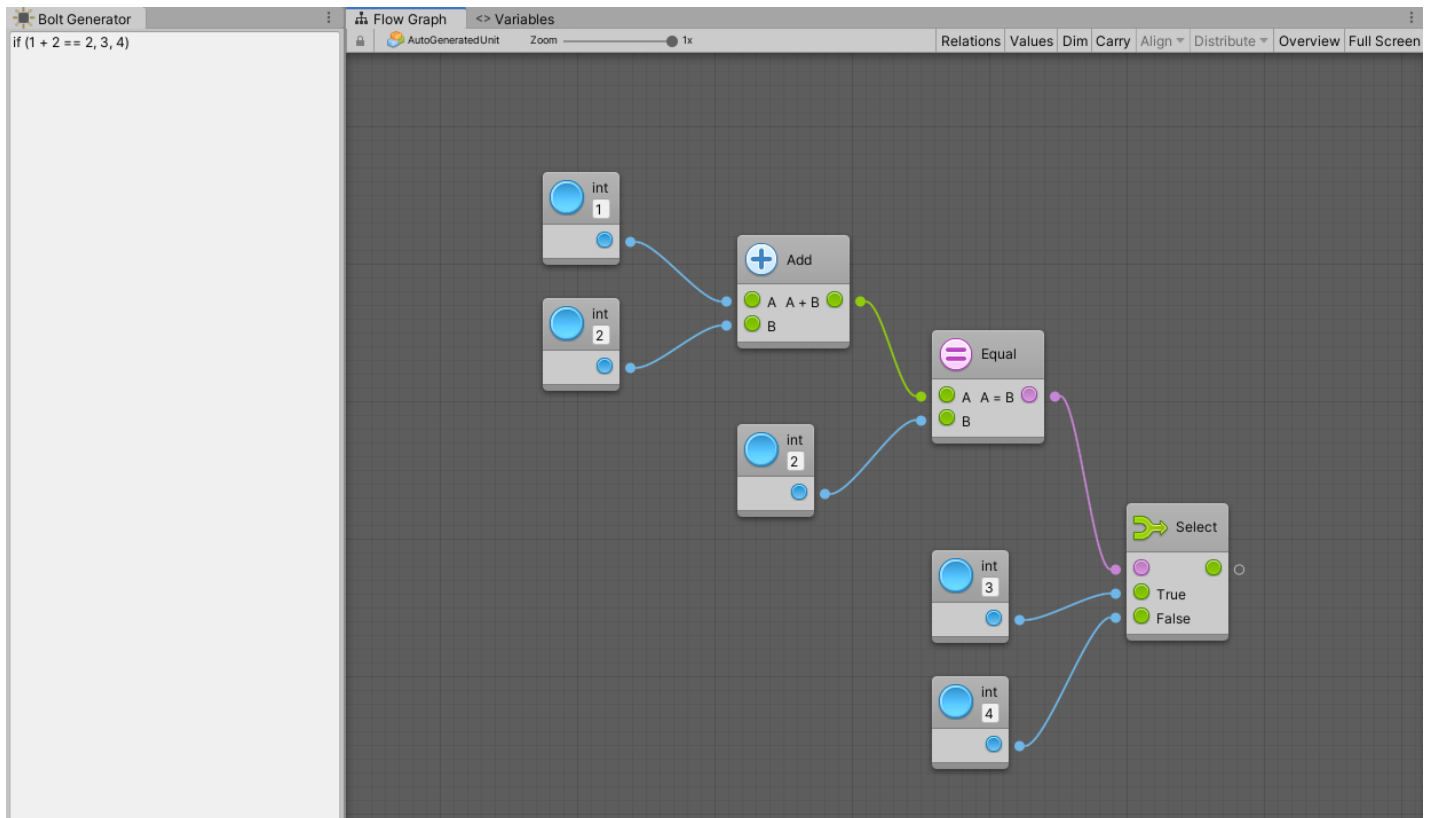 Bolt Generator
Flow Graph
<> Variables
if (1 + 2 == 2, 3, 4)
AutoGeneratedUnit
Zoom
1x
Relations
Values
Dim
Carry
Align
Distribute
Overview
Full Screen
int
1
int
2
Add
A A + B
B
Equal
A A = B
B
int
2
Select
True
False
int
3
int
4